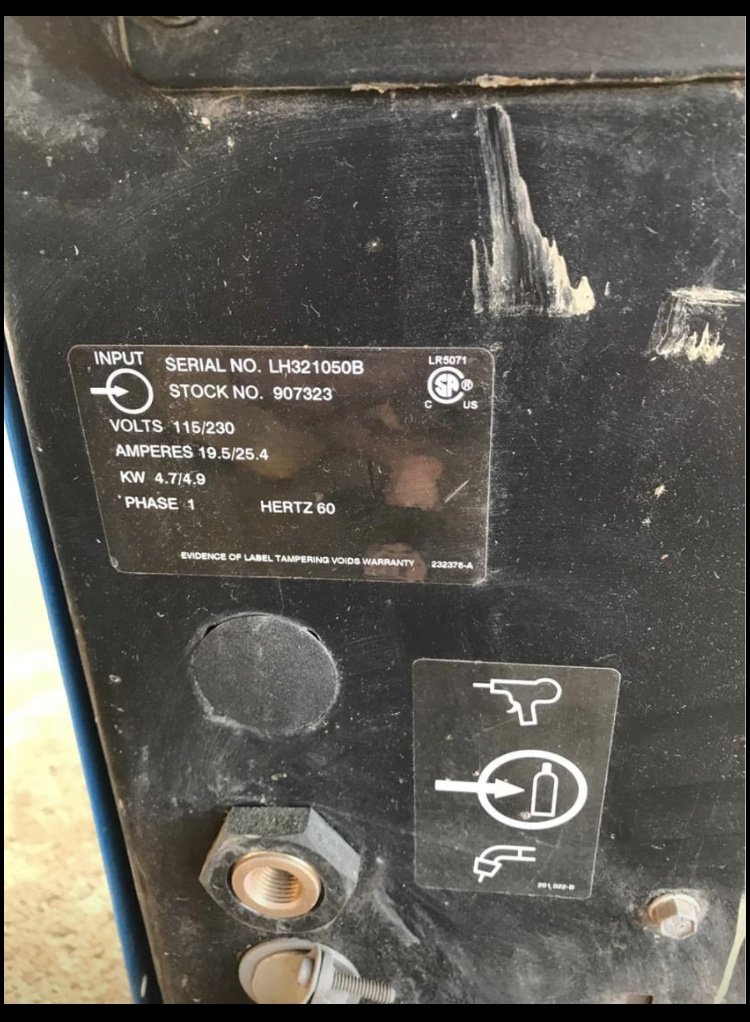 INPUT
SERIAL NO. LH321050B
LR5071
STOCK NO. 907323
SA ®
C US
VOLTS 115/230
AMPERES 19.5/25.4
KW 4.7/4.9
PHASE 1 HERTZ 60
EVIDENCE OF LABEL TAMPERING VOIDS WARRANTY 232376-A
201 022-B